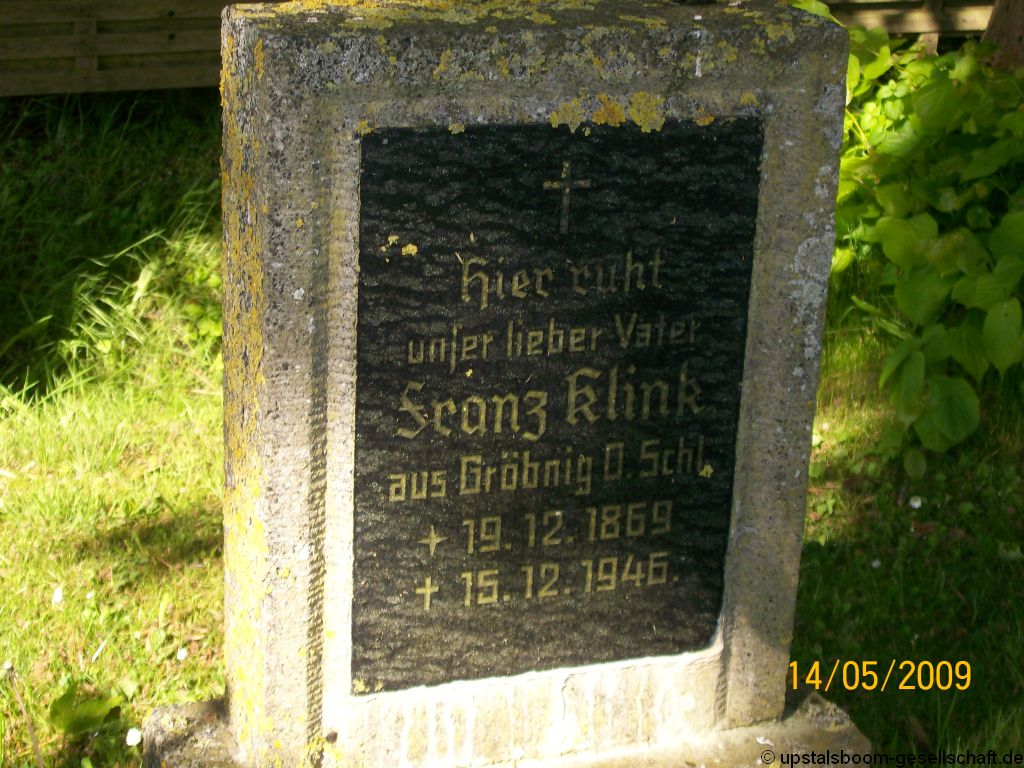 Hier ruht
unser lieber Vater
Franz Klink
aus Gröbnig O. Schl.
* 19. 12. 1869
+ 15. 12. 1946.
14/05/2009
© upstalsboom-gesellschaft.de